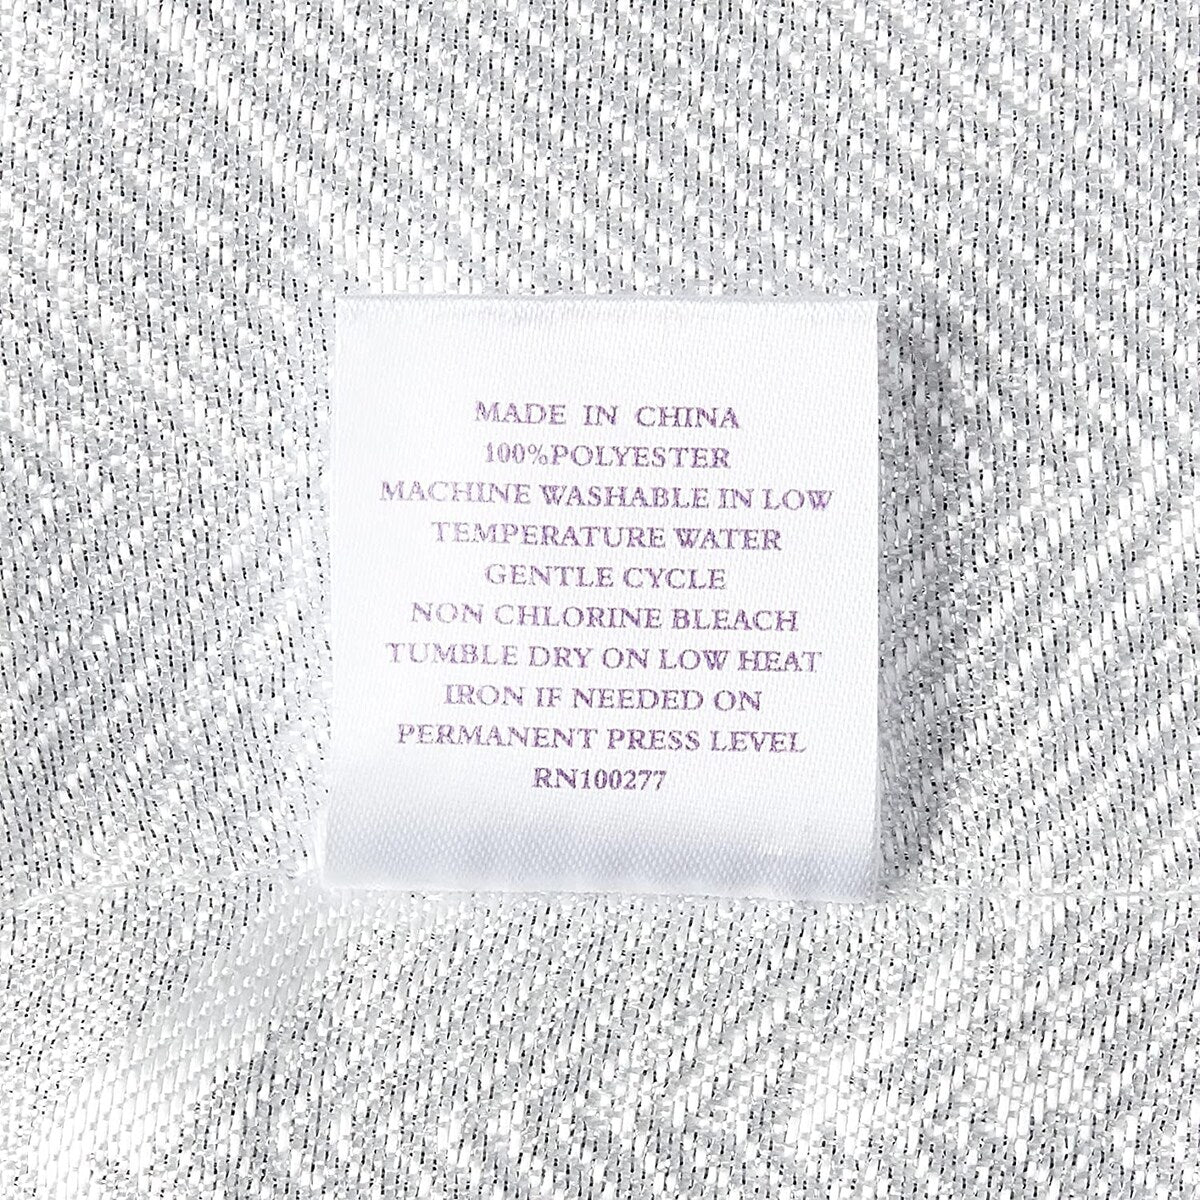 MADE IN CHINA
100%POLYESTER
MACHINE WASHABLE IN LOW
TEMPERATURE WATER
GENTLE CYCLE
NON CHLORINE BLEACH
TUMBLE DRY ON LOW HEAT
IRON IF NEEDED ON
PERMANENT PRESS LEVEL
RN100277